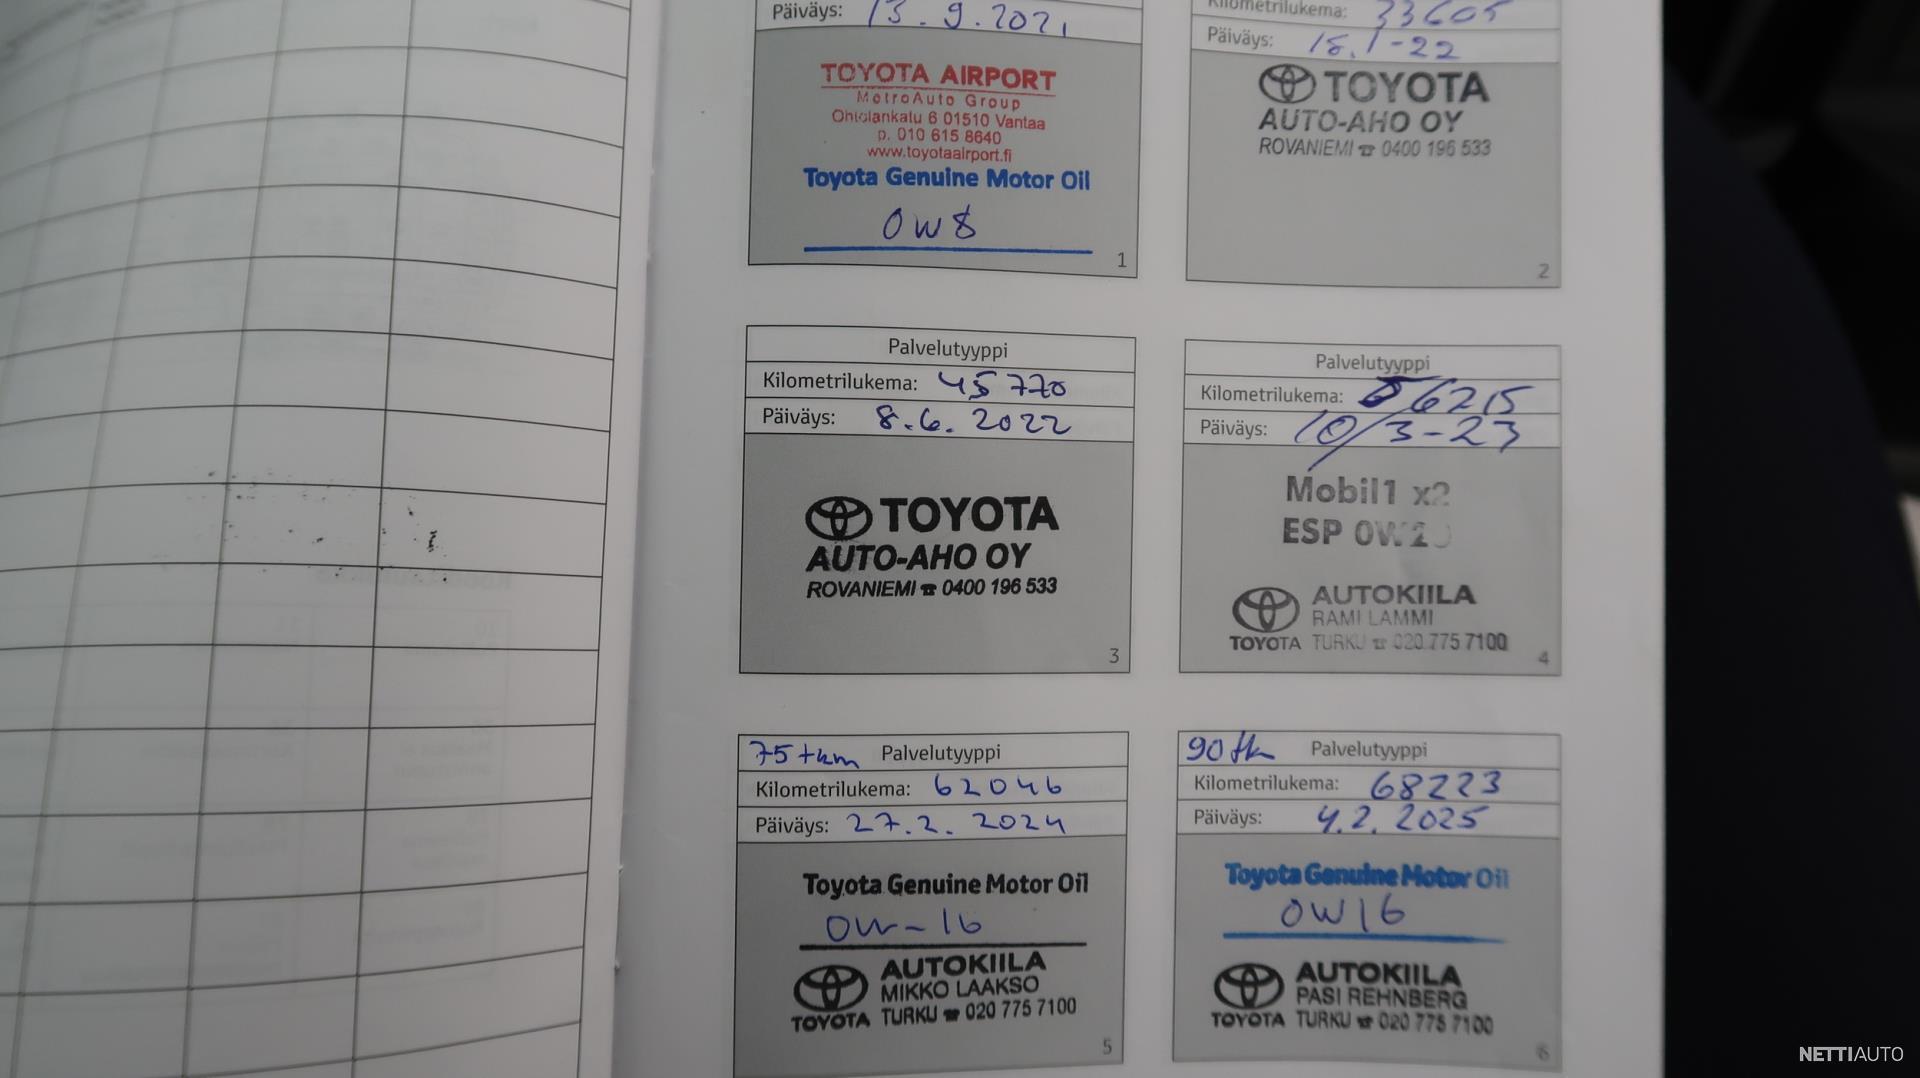 Päiväys: 13.9.2021
TOYOTA AIRPORT
MetroAuto Group
Ohtolankatu 6 01510 Vantaa
p. 010 615 8640
www.toyotaairport.fi
Toyota Genuine Motor Oil
0W8
1
Kilometrilukema: 33605
Päiväys: 18.1-22
TOYOTA
AUTO-AHO OY
ROVANIEMI ☎ 0400 196 533
2
Palvelutyyppi
Kilometrilukema: 45 770
Päiväys: 8.6.2022
TOYOTA
AUTO-AHO OY
ROVANIEMI ☎ 0400 196 533
3
Palvelutyyppi
Kilometrilukema: 56215
Päiväys: 10/3-23
Mobil1 x2
ESP 0W20
AUTOKIILA
RAMI LAMMI
TOYOTA TURKU ☎ 020 775 7100
4
75 tkm Palvelutyyppi
Kilometrilukema: 62046
Päiväys: 27.2.2024
Toyota Genuine Motor Oil
0W-16
AUTOKIILA
MIKKO LAAKSO
TOYOTA TURKU ☎ 020 775 7100
5
90 tk Palvelutyyppi
Kilometrilukema: 68223
Päiväys: 4.2.2025
Toyota Genuine Motor Oil
0W16
AUTOKIILA
PASI REHNBERG
TOYOTA TURKU ☎ 020 775 7100
6
NETTIAUTO